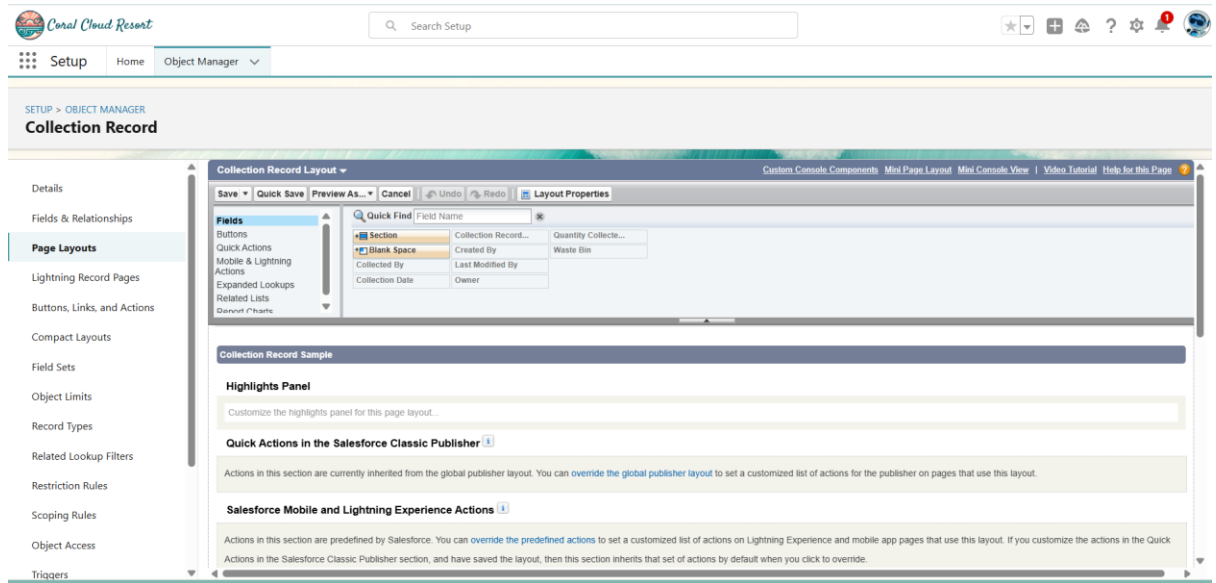 Coral Cloud Resort
Search Setup
1
Setup Home Object Manager
SETUP > OBJECT MANAGER
Collection Record
Details
Fields & Relationships
Page Layouts
Lightning Record Pages
Buttons, Links, and Actions
Compact Layouts
Field Sets
Object Limits
Record Types
Related Lookup Filters
Restriction Rules
Scoping Rules
Object Access
Triggers
Collection Record Layout Custom Console Components Mini Page Layout Mini Console View | Video Tutorial Help for this Page ?
Save Quick Save Preview As... Cancel Undo Redo Layout Properties
Fields
Buttons
Quick Actions
Mobile & Lightning
Actions
Expanded Lookups
Related Lists
Report Charts
Quick Find Field Name
Section Collection Record... Quantity Collecte...
Blank Space Created By Waste Bin
Collected By Last Modified By
Collection Date Owner
Collection Record Sample
Highlights Panel
Customize the highlights panel for this page layout...
Quick Actions in the Salesforce Classic Publisher i
Actions in this section are currently inherited from the global publisher layout. You can override the global publisher layout to set a customized list of actions for the publisher on pages that use this layout.
Salesforce Mobile and Lightning Experience Actions i
Actions in this section are predefined by Salesforce. You can override the predefined actions to set a customized list of actions on Lightning Experience and mobile app pages that use this layout. If you customize the actions in the Quick
Actions in the Salesforce Classic Publisher section, and have saved the layout, then this section inherits that set of actions by default when you click to override.